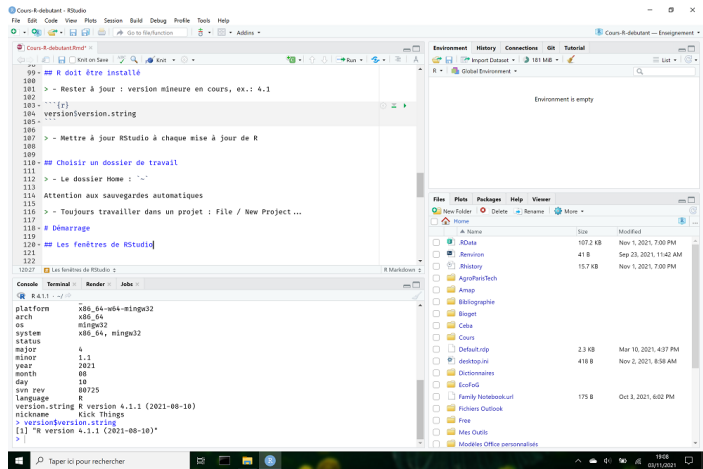 Cours-R-debutant - RStudio
File Edit Code View Plots Session Build Debug Profile Tools Help
Go to file/function Addins Cours-R-debutant — Enseignement
Cours-R-debutant.Rmd*
Knit on Save Knit Run
99 ## R doit être installé
100
101 > - Rester à jour : version mineure en cours, ex.: 4.1
102
103 ```{r}
104 version$version.string
105 ```
106
107 > - Mettre à jour RStudio à chaque mise à jour de R
108
109
110 ## Choisir un dossier de travail
111
112 > - Le dossier Home : `~`
113
114 Attention aux sauvegardes automatiques
115
116 > - Toujours travailler dans un projet : File / New Project...
117
118 # Démarrage
119
120 ## Les fenêtres de RStudio
121
122
120:27 Les fenêtres de RStudio R Markdown
Console Terminal Render Jobs
R 4.1.1 · ~/
platform x86_64-w64-mingw32
arch x86_64
os mingw32
system x86_64, mingw32
status
major 4
minor 1.1
year 2021
month 08
day 10
svn rev 80725
language R
version.string R version 4.1.1 (2021-08-10)
nickname Kick Things
> version$version.string
[1] "R version 4.1.1 (2021-08-10)"
>
Environment History Connections Git Tutorial
Import Dataset 181 MiB List
R Global Environment
Environment is empty
Files Plots Packages Help Viewer
New Folder Delete Rename More
Home
Name Size Modified
.RData 107.2 KB Nov 1, 2021, 7:00 PM
.Renviron 41 B Sep 23, 2021, 11:42 AM
.Rhistory 15.7 KB Nov 1, 2021, 7:00 PM
AgroParisTech
Amap
Bibliographie
Bioget
Ceba
Cours
Default.rdp 2.3 KB Mar 10, 2021, 4:37 PM
desktop.ini 418 B Nov 2, 2021, 8:58 AM
Dictionnaires
EcoFoG
Family Notebook.url 175 B Oct 3, 2021, 6:02 PM
Fichiers Outlook
Free
Mes Outils
Modèles Office personnalisés
Taper ici pour rechercher
19:08
03/11/2021